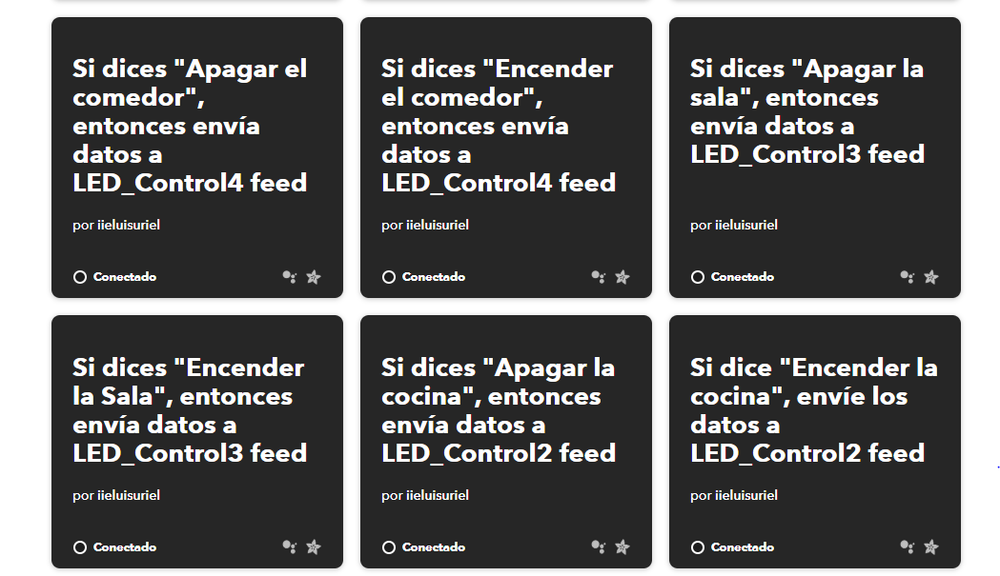 Si dices "Apagar el
comedor",
entonces envía
datos a
LED_Control4 feed
por iieluisuriel
Conectado
Si dices "Encender
el comedor",
entonces envía
datos a
LED_Control4 feed
por iieluisuriel
Conectado
Si dices "Apagar la
sala", entonces
envía datos a
LED_Control3 feed
por iieluisuriel
Conectado
Si dices "Encender
la Sala", entonces
envía datos a
LED_Control3 feed
por iieluisuriel
Conectado
Si dices "Apagar la
cocina", entonces
envía datos a
LED_Control2 feed
por iieluisuriel
Conectado
Si dice "Encender la
cocina", envíe los
datos a
LED_Control2 feed
por iieluisuriel
Conectado